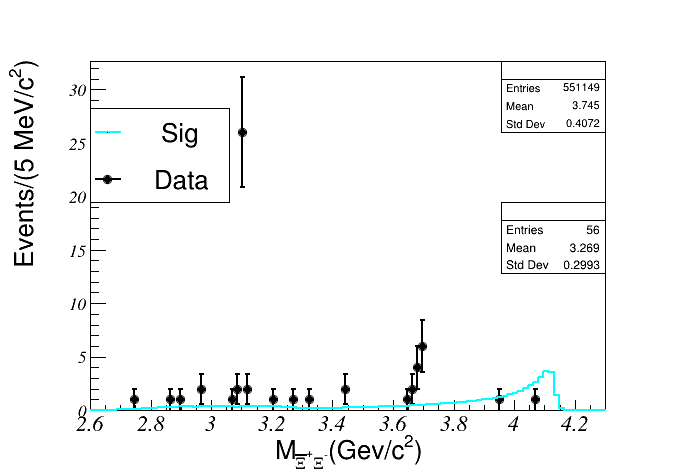 Events/(5 MeV/c²)
30
25
20
15
10
5
0
Sig
Data
Entries 551149
Mean 3.745
Std Dev 0.4072
Entries 56
Mean 3.269
Std Dev 0.2993
2.6 2.8 3 3.2 3.4 3.6 3.8 4 4.2
M_Ξ̅⁺Ξ⁻(Gev/c²)